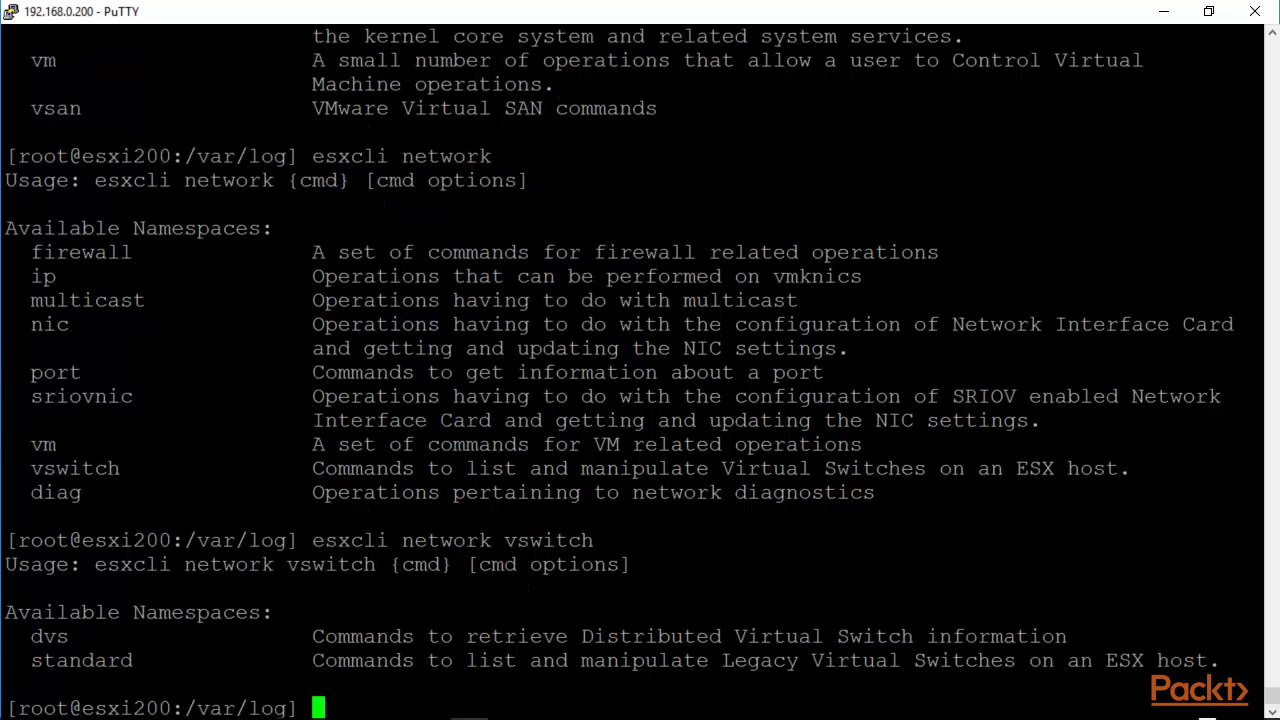 192.168.0.200 - PuTTY
the kernel core system and related system services.
vm A small number of operations that allow a user to Control Virtual
Machine operations.
vsan VMware Virtual SAN commands
[root@esxi200:/var/log] esxcli network
Usage: esxcli network {cmd} [cmd options]
Available Namespaces:
firewall A set of commands for firewall related operations
ip Operations that can be performed on vmknics
multicast Operations having to do with multicast
nic Operations having to do with the configuration of Network Interface Card
and getting and updating the NIC settings.
port Commands to get information about a port
sriovnic Operations having to do with the configuration of SRIOV enabled Network
Interface Card and getting and updating the NIC settings.
vm A set of commands for VM related operations
vswitch Commands to list and manipulate Virtual Switches on an ESX host.
diag Operations pertaining to network diagnostics
[root@esxi200:/var/log] esxcli network vswitch
Usage: esxcli network vswitch {cmd} [cmd options]
Available Namespaces:
dvs Commands to retrieve Distributed Virtual Switch information
standard Commands to list and manipulate Legacy Virtual Switches on an ESX host.
Packt>
[root@esxi200:/var/log]